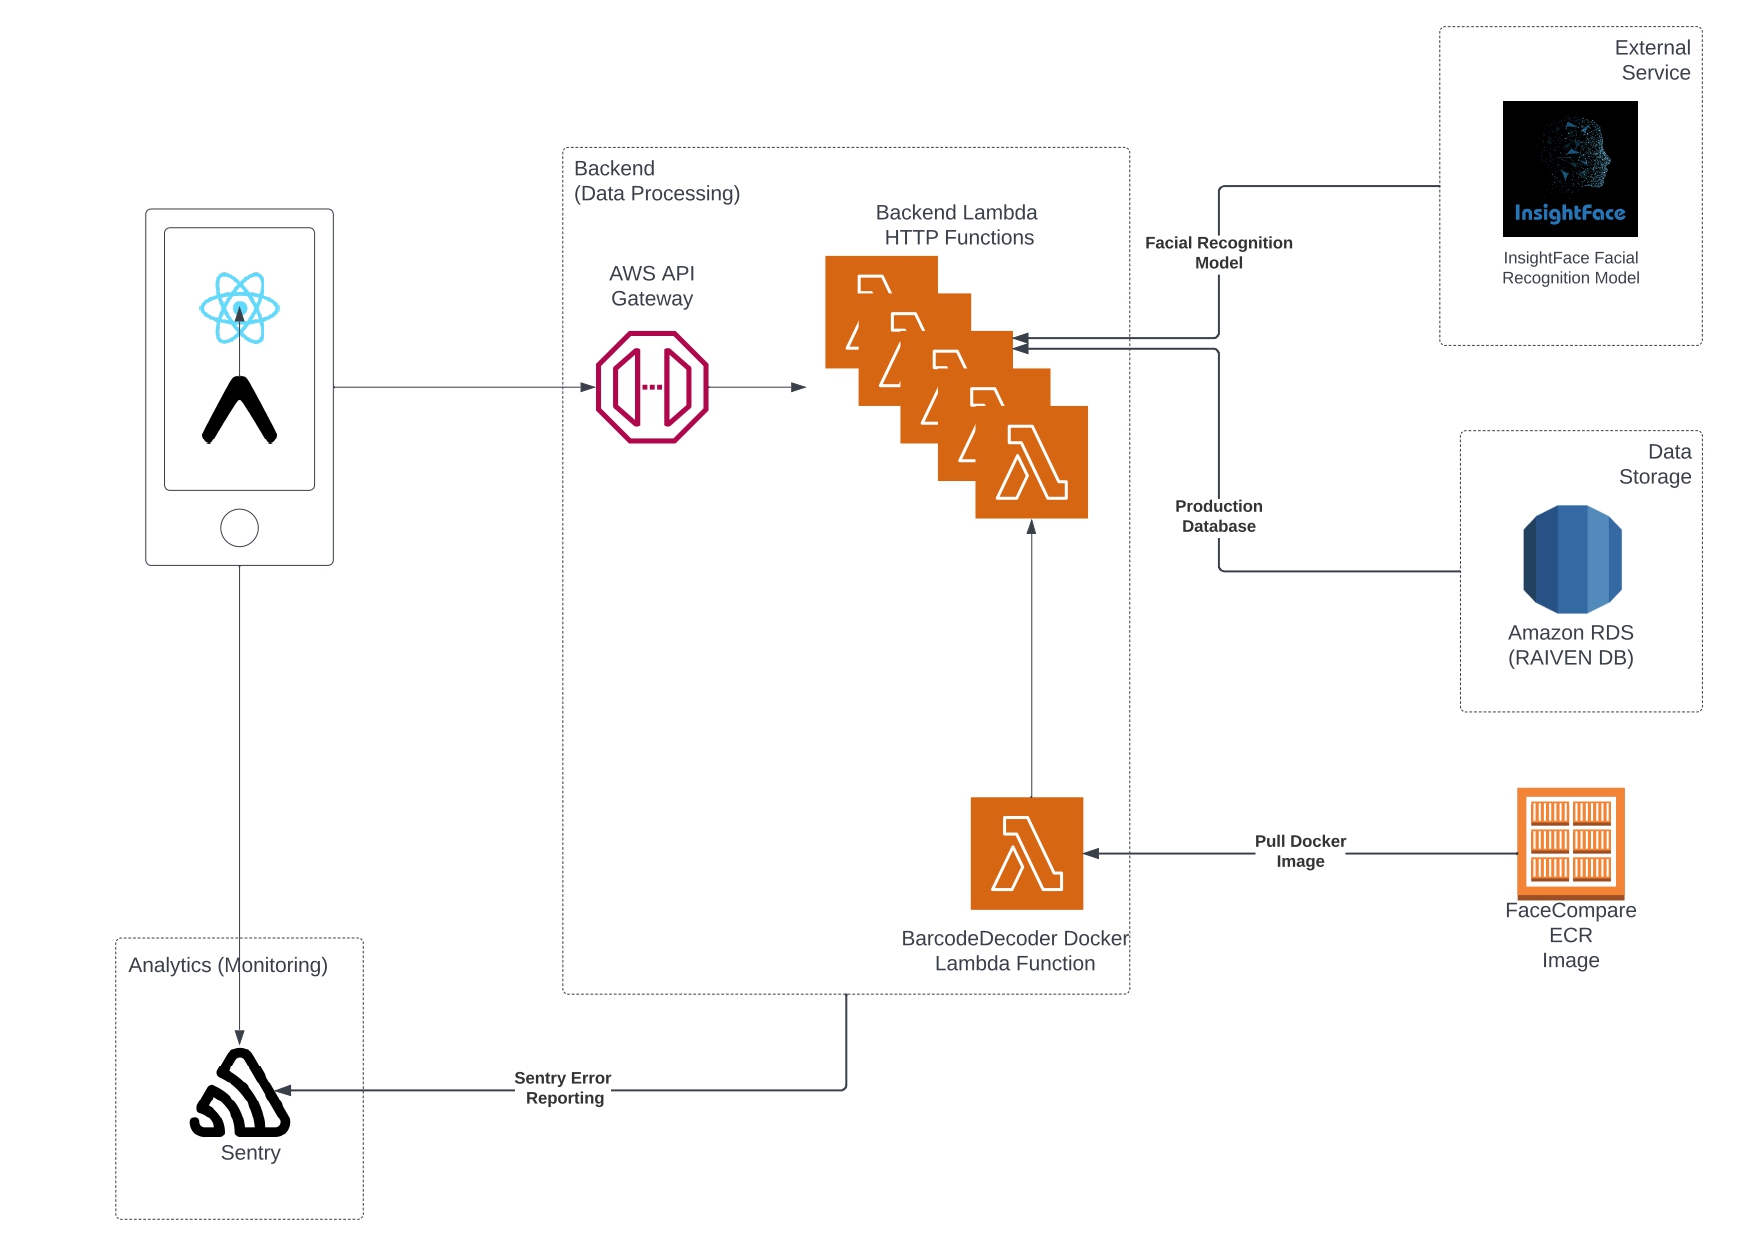 External
Service
InsightFace
InsightFace Facial
Recognition Model
Backend
(Data Processing)
Backend Lambda
HTTP Functions
AWS API
Gateway
Facial Recognition
Model
Data
Storage
Production
Database
Amazon RDS
(RAIVEN DB)
Pull Docker
Image
FaceCompare
ECR
Image
BarcodeDecoder Docker
Lambda Function
Analytics (Monitoring)
Sentry Error
Reporting
Sentry